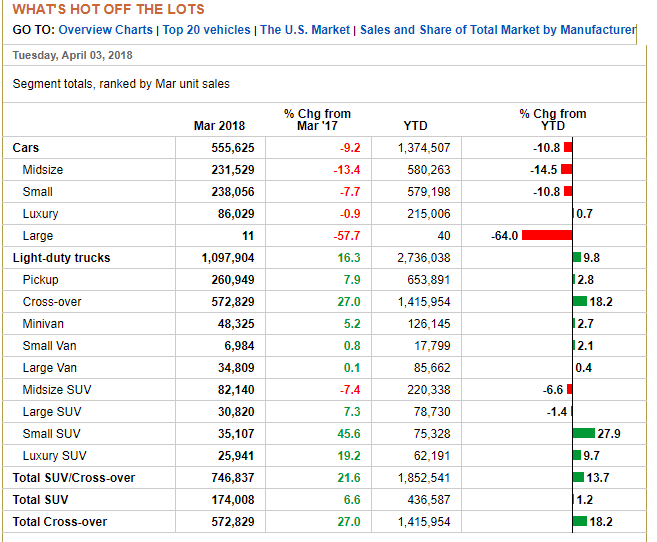 WHAT'S HOT OFF THE LOTS
GO TO: Overview Charts | Top 20 vehicles | The U.S. Market | Sales and Share of Total Market by Manufacturer
Tuesday, April 03, 2018
Segment totals, ranked by Mar unit sales
Mar 2018 % Chg from Mar '17 YTD % Chg from YTD
Cars 555,625 -9.2 1,374,507 -10.8
Midsize 231,529 -13.4 580,263 -14.5
Small 238,056 -7.7 579,198 -10.8
Luxury 86,029 -0.9 215,006 0.7
Large 11 -57.7 40 -64.0
Light-duty trucks 1,097,904 16.3 2,736,038 9.8
Pickup 260,949 7.9 653,891 2.8
Cross-over 572,829 27.0 1,415,954 18.2
Minivan 48,325 5.2 126,145 2.7
Small Van 6,984 0.8 17,799 2.1
Large Van 34,809 0.1 85,662 0.4
Midsize SUV 82,140 -7.4 220,338 -6.6
Large SUV 30,820 7.3 78,730 -1.4
Small SUV 35,107 45.6 75,328 27.9
Luxury SUV 25,941 19.2 62,191 9.7
Total SUV/Cross-over 746,837 21.6 1,852,541 13.7
Total SUV 174,008 6.6 436,587 1.2
Total Cross-over 572,829 27.0 1,415,954 18.2